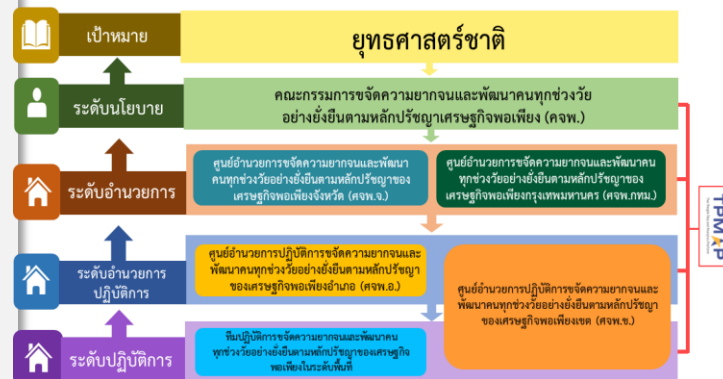 เป้าหมาย
ยุทธศาสตร์ชาติ
ระดับนโยบาย
คณะกรรมการขจัดความยากจนและพัฒนาคนทุกช่วงวัย
อย่างยั่งยืนตามหลักปรัชญาเศรษฐกิจพอเพียง (คจพ.)
ระดับอำนวยการ
ศูนย์อำนวยการขจัดความยากจนและพัฒนา
คนทุกช่วงวัยอย่างยั่งยืนตามหลักปรัชญาของ
เศรษฐกิจพอเพียงจังหวัด (ศจพ.จ.)
ศูนย์อำนวยการขจัดความยากจนและพัฒนาคน
ทุกช่วงวัยอย่างยั่งยืนตามหลักปรัชญาของ
เศรษฐกิจพอเพียงกรุงเทพมหานคร (ศจพ.กทม.)
ระดับอำนวยการ
ปฏิบัติการ
ศูนย์อำนวยการปฏิบัติการขจัดความยากจนและ
พัฒนาคนทุกช่วงวัยอย่างยั่งยืนตามหลักปรัชญา
ของเศรษฐกิจพอเพียงอำเภอ (ศจพ.อ.)
ศูนย์อำนวยการปฏิบัติการขจัดความยากจนและ
พัฒนาคนทุกช่วงวัยอย่างยั่งยืนตามหลักปรัชญา
ของเศรษฐกิจพอเพียงเขต (ศจพ.ข.)
ระดับปฏิบัติการ
ทีมปฏิบัติการขจัดความยากจนและพัฒนาคน
ทุกช่วงวัยอย่างยั่งยืนตามหลักปรัชญาของเศรษฐกิจ
พอเพียงในระดับพื้นที่
TPMAP